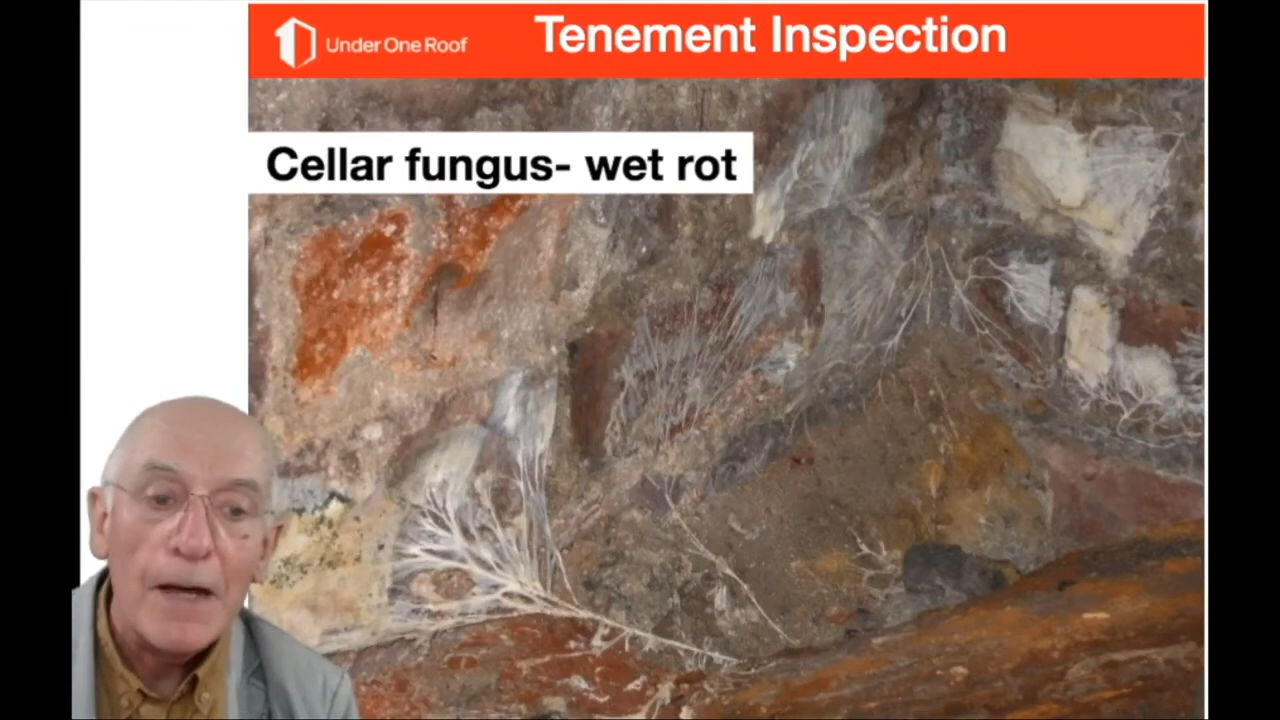 Under One Roof
Tenement Inspection
Cellar fungus- wet rot